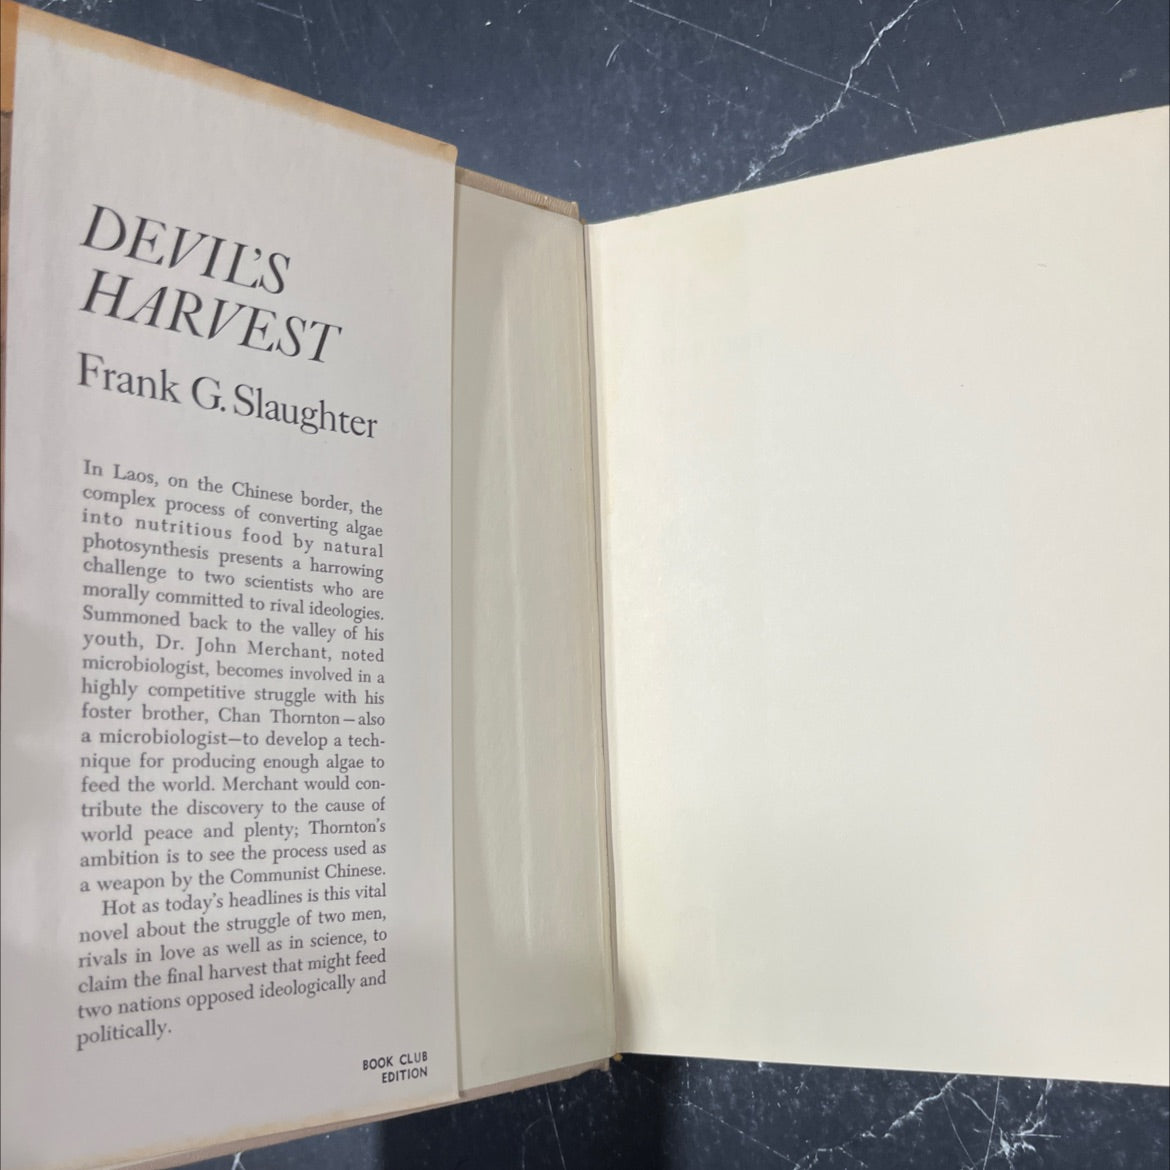 DEVIL'S
HARVEST
Frank G. Slaughter
In Laos, on the Chinese border, the
complex process of converting algae
into nutritious food by natural
photosynthesis presents a harrowing
challenge to two scientists who are
morally committed to rival ideologies.
Summoned back to the valley of his
youth, Dr. John Merchant, noted
microbiologist, becomes involved in a
highly competitive struggle with his
foster brother, Chan Thornton—also
a microbiologist—to develop a tech-
nique for producing enough algae to
feed the world. Merchant would con-
tribute the discovery to the cause of
world peace and plenty; Thornton's
ambition is to see the process used as
a weapon by the Communist Chinese.
Hot as today's headlines is this vital
novel about the struggle of two men,
rivals in love as well as in science, to
claim the final harvest that might feed
two nations opposed ideologically and
politically.
BOOK CLUB
EDITION